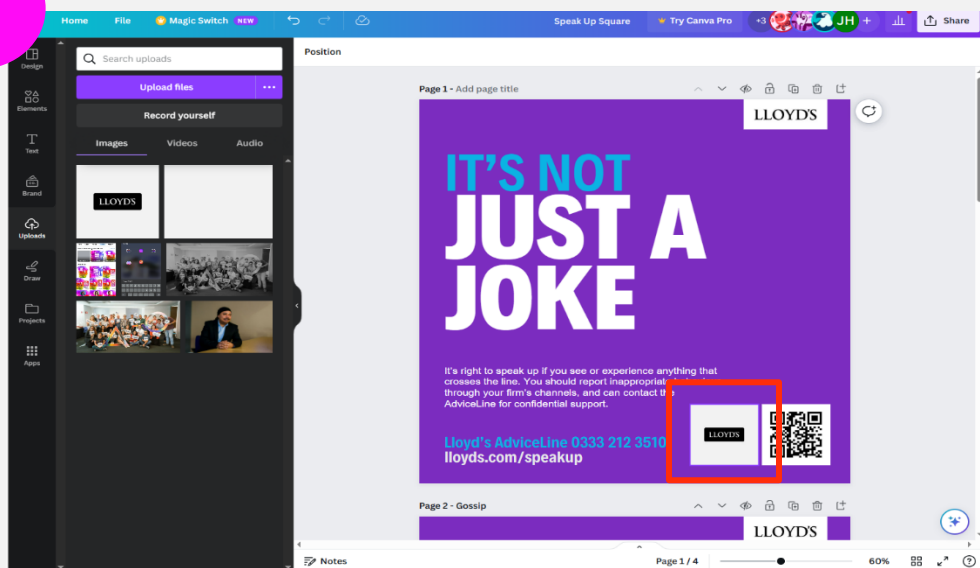 Home File Magic Switch NEW Speak Up Square Try Canva Pro +3 JH + Share
Design
Elements
Text
Brand
Uploads
Draw
Projects
Apps
Search uploads
Upload files
Record yourself
Images Videos Audio
LLOYD'S
Position
Page 1 - Add page title
LLOYD'S
IT'S NOT
JUST A
JOKE
It's right to speak up if you see or experience anything that
crosses the line. You should report inappropriate
through your firm's channels, and can contact the
AdviceLine for confidential support.
Lloyd's AdviceLine 0333 212 3510
lloyds.com/speakup
LLOYD'S
Page 2 - Gossip
LLOYD'S
Notes Page 1 / 4 60%